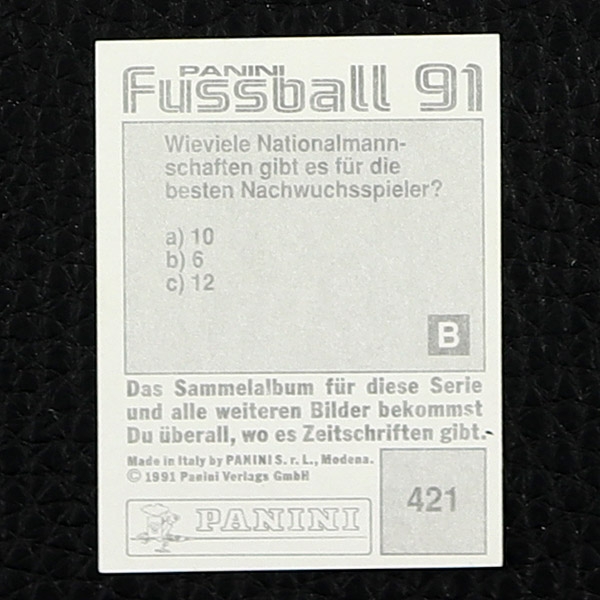 PANINI
Fussball 91
Wieviele Nationalmann-
schaften gibt es für die
besten Nachwuchsspieler?
a) 10
b) 6
c) 12
B
Das Sammelalbum für diese Serie
und alle weiteren Bilder bekommst
Du überall, wo es Zeitschriften gibt.
Made in Italy by PANINI S. r. L., Modena.
© 1991 Panini Verlags GmbH
PANINI
421